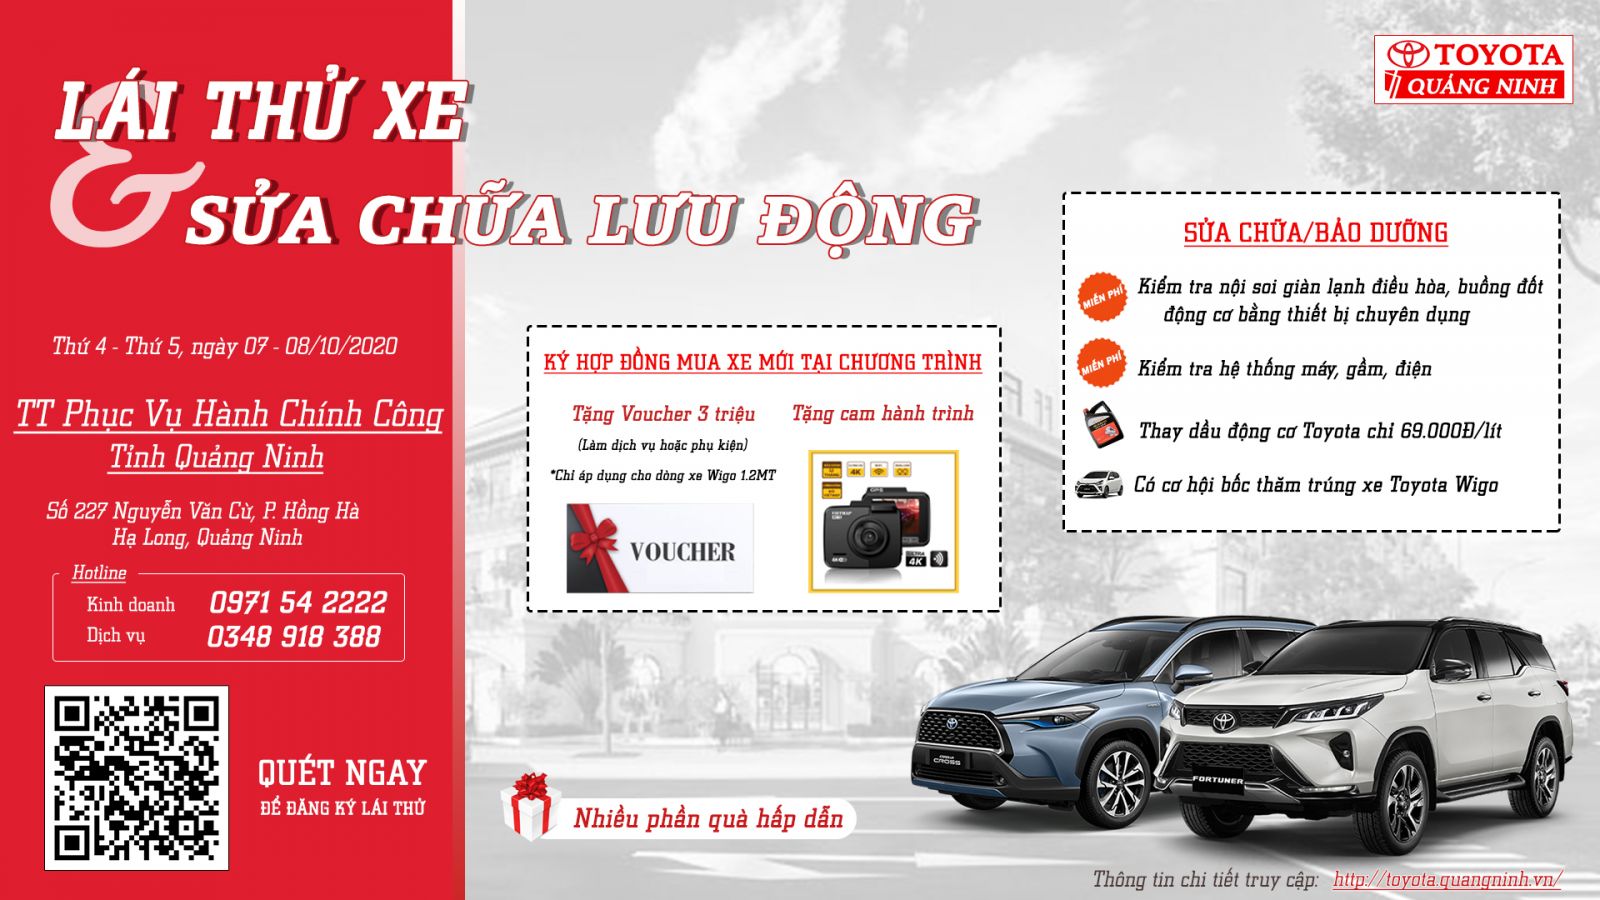 LÁI THỬ XE
&
SỬA CHỮA LƯU ĐỘNG
TOYOTA
QUẢNG NINH
Thứ 4 - Thứ 5, ngày 07 - 08/10/2020
TT Phục Vụ Hành Chính Công
Tỉnh Quảng Ninh
Số 227 Nguyễn Văn Cừ, P. Hồng Hà
Hạ Long, Quảng Ninh
Hotline
Kinh doanh 0971 54 2222
Dịch vụ 0348 918 388
QUÉT NGAY
ĐỂ ĐĂNG KÝ LÁI THỬ
KÝ HỢP ĐỒNG MUA XE MỚI TẠI CHƯƠNG TRÌNH
Tặng Voucher 3 triệu
(Làm dịch vụ hoặc phụ kiện)
*Chỉ áp dụng cho dòng xe Wigo 1.2MT
VOUCHER
Tặng cam hành trình
4K
GPS
ULTRA
4K
SỬA CHỮA/BẢO DƯỠNG
MIỄN PHÍ
Kiểm tra nội soi giàn lạnh điều hòa, buồng đốt
động cơ bằng thiết bị chuyên dụng
MIỄN PHÍ
Kiểm tra hệ thống máy, gầm, điện
Thay dầu động cơ Toyota chỉ 69.000Đ/lít
Có cơ hội bốc thăm trúng xe Toyota Wigo
CROSS
FORTUNER
Nhiều phần quà hấp dẫn
Thông tin chi tiết truy cập: http://toyota.quangninh.vn/